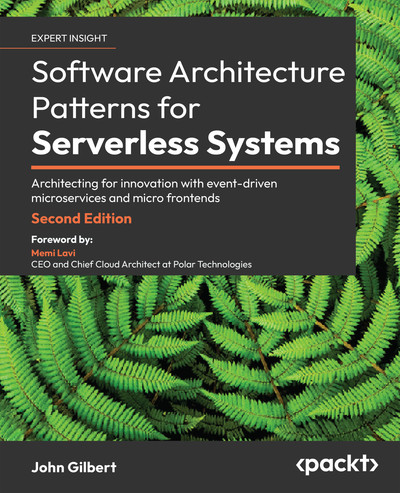 EXPERT INSIGHT
Software Architecture
Patterns for
Serverless Systems
Architecting for innovation with event-driven
microservices and micro frontends
Second Edition
Foreword by:
Memi Lavi
CEO and Chief Cloud Architect at Polar Technologies
John Gilbert
<packt>